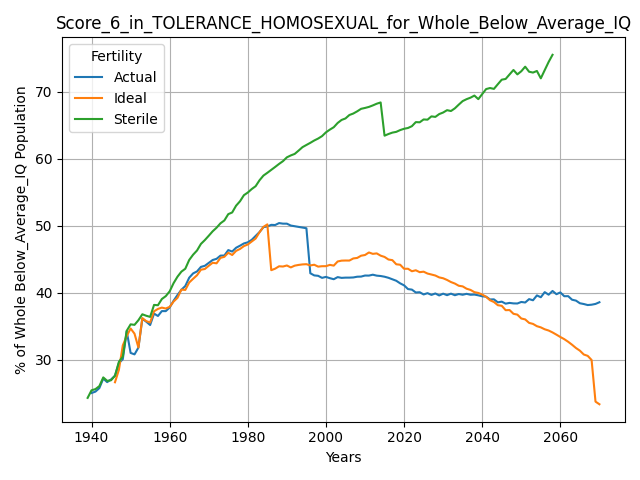 Score_6_in_TOLERANCE_HOMOSEXUAL_for_Whole_Below_Average_IQ
Fertility
Actual
Ideal
Sterile
% of Whole Below_Average_IQ Population
70
60
50
40
30
1940 1960 1980 2000 2020 2040 2060
Years